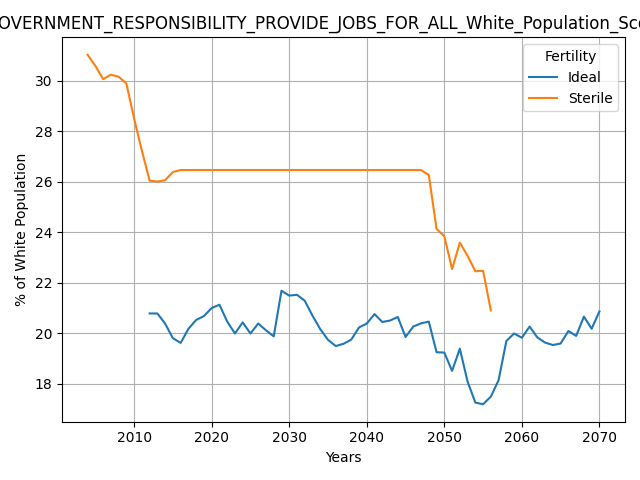 OVERNMENT_RESPONSIBILITY_PROVIDE_JOBS_FOR_ALL_White_Population_Sc
Fertility
Ideal
Sterile
30
28
26
24
22
20
18
% of White Population
2010
2020
2030
2040
2050
2060
2070
Years